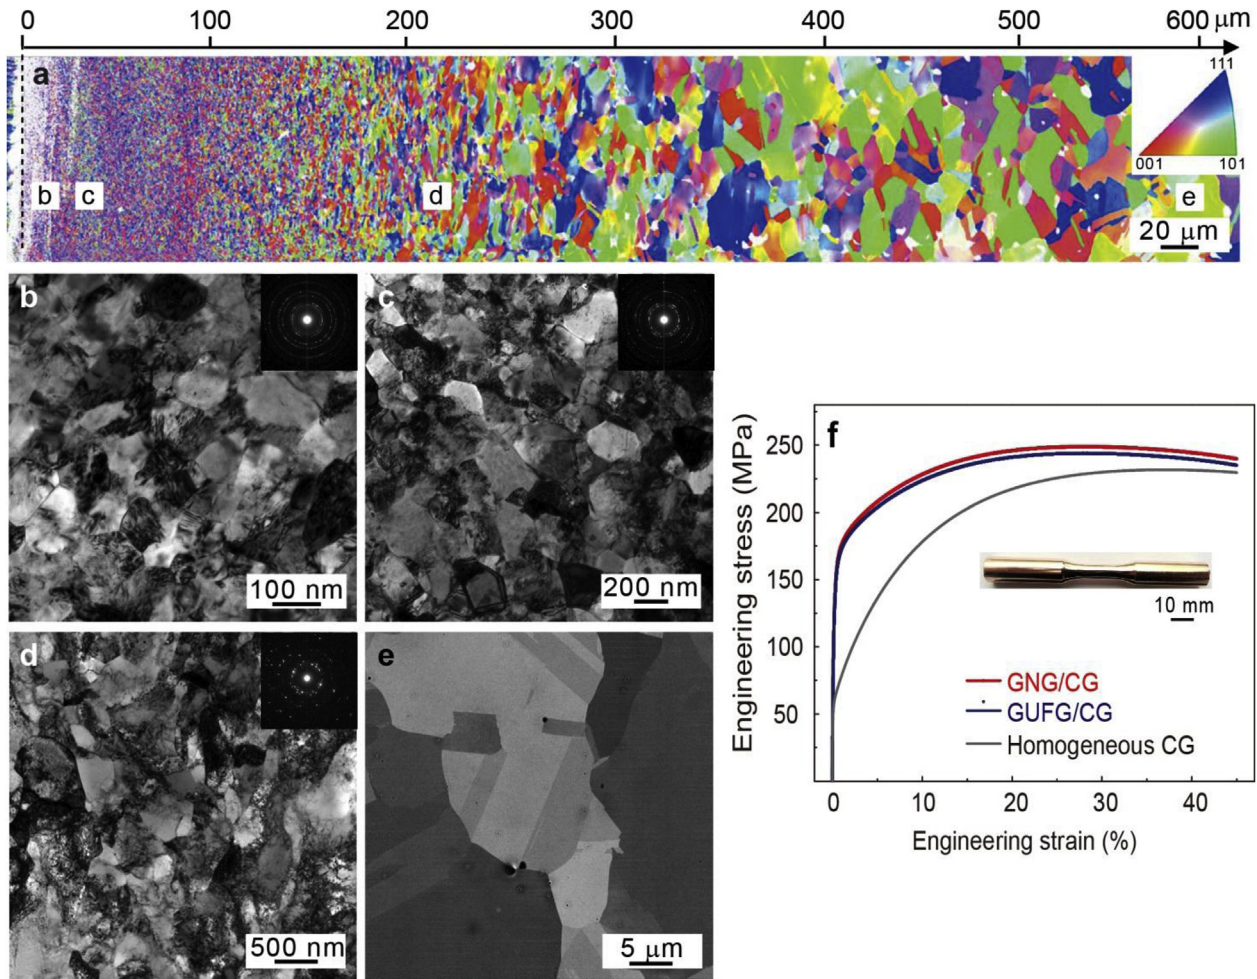 0 100 200 300 400 500 600 μm
a
111
001 101
b c d e
20 μm
b
100 nm
c
200 nm
d
500 nm
e
5 μm
f
Engineering stress (MPa)
250
200
150
100
50
10 mm
GNG/CG
GUFG/CG
Homogeneous CG
0 10 20 30 40
Engineering strain (%)